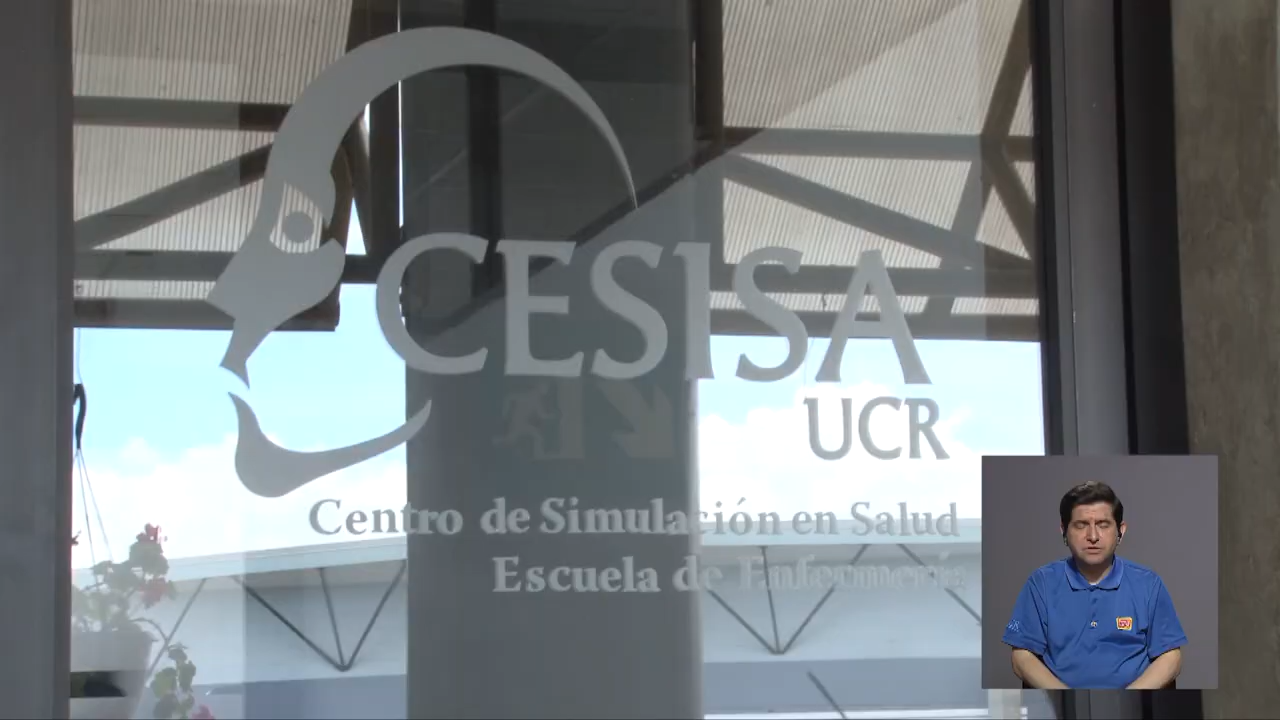 CESISA
UCR
Centro de Simulación en Salud
Escuela de Enfermería